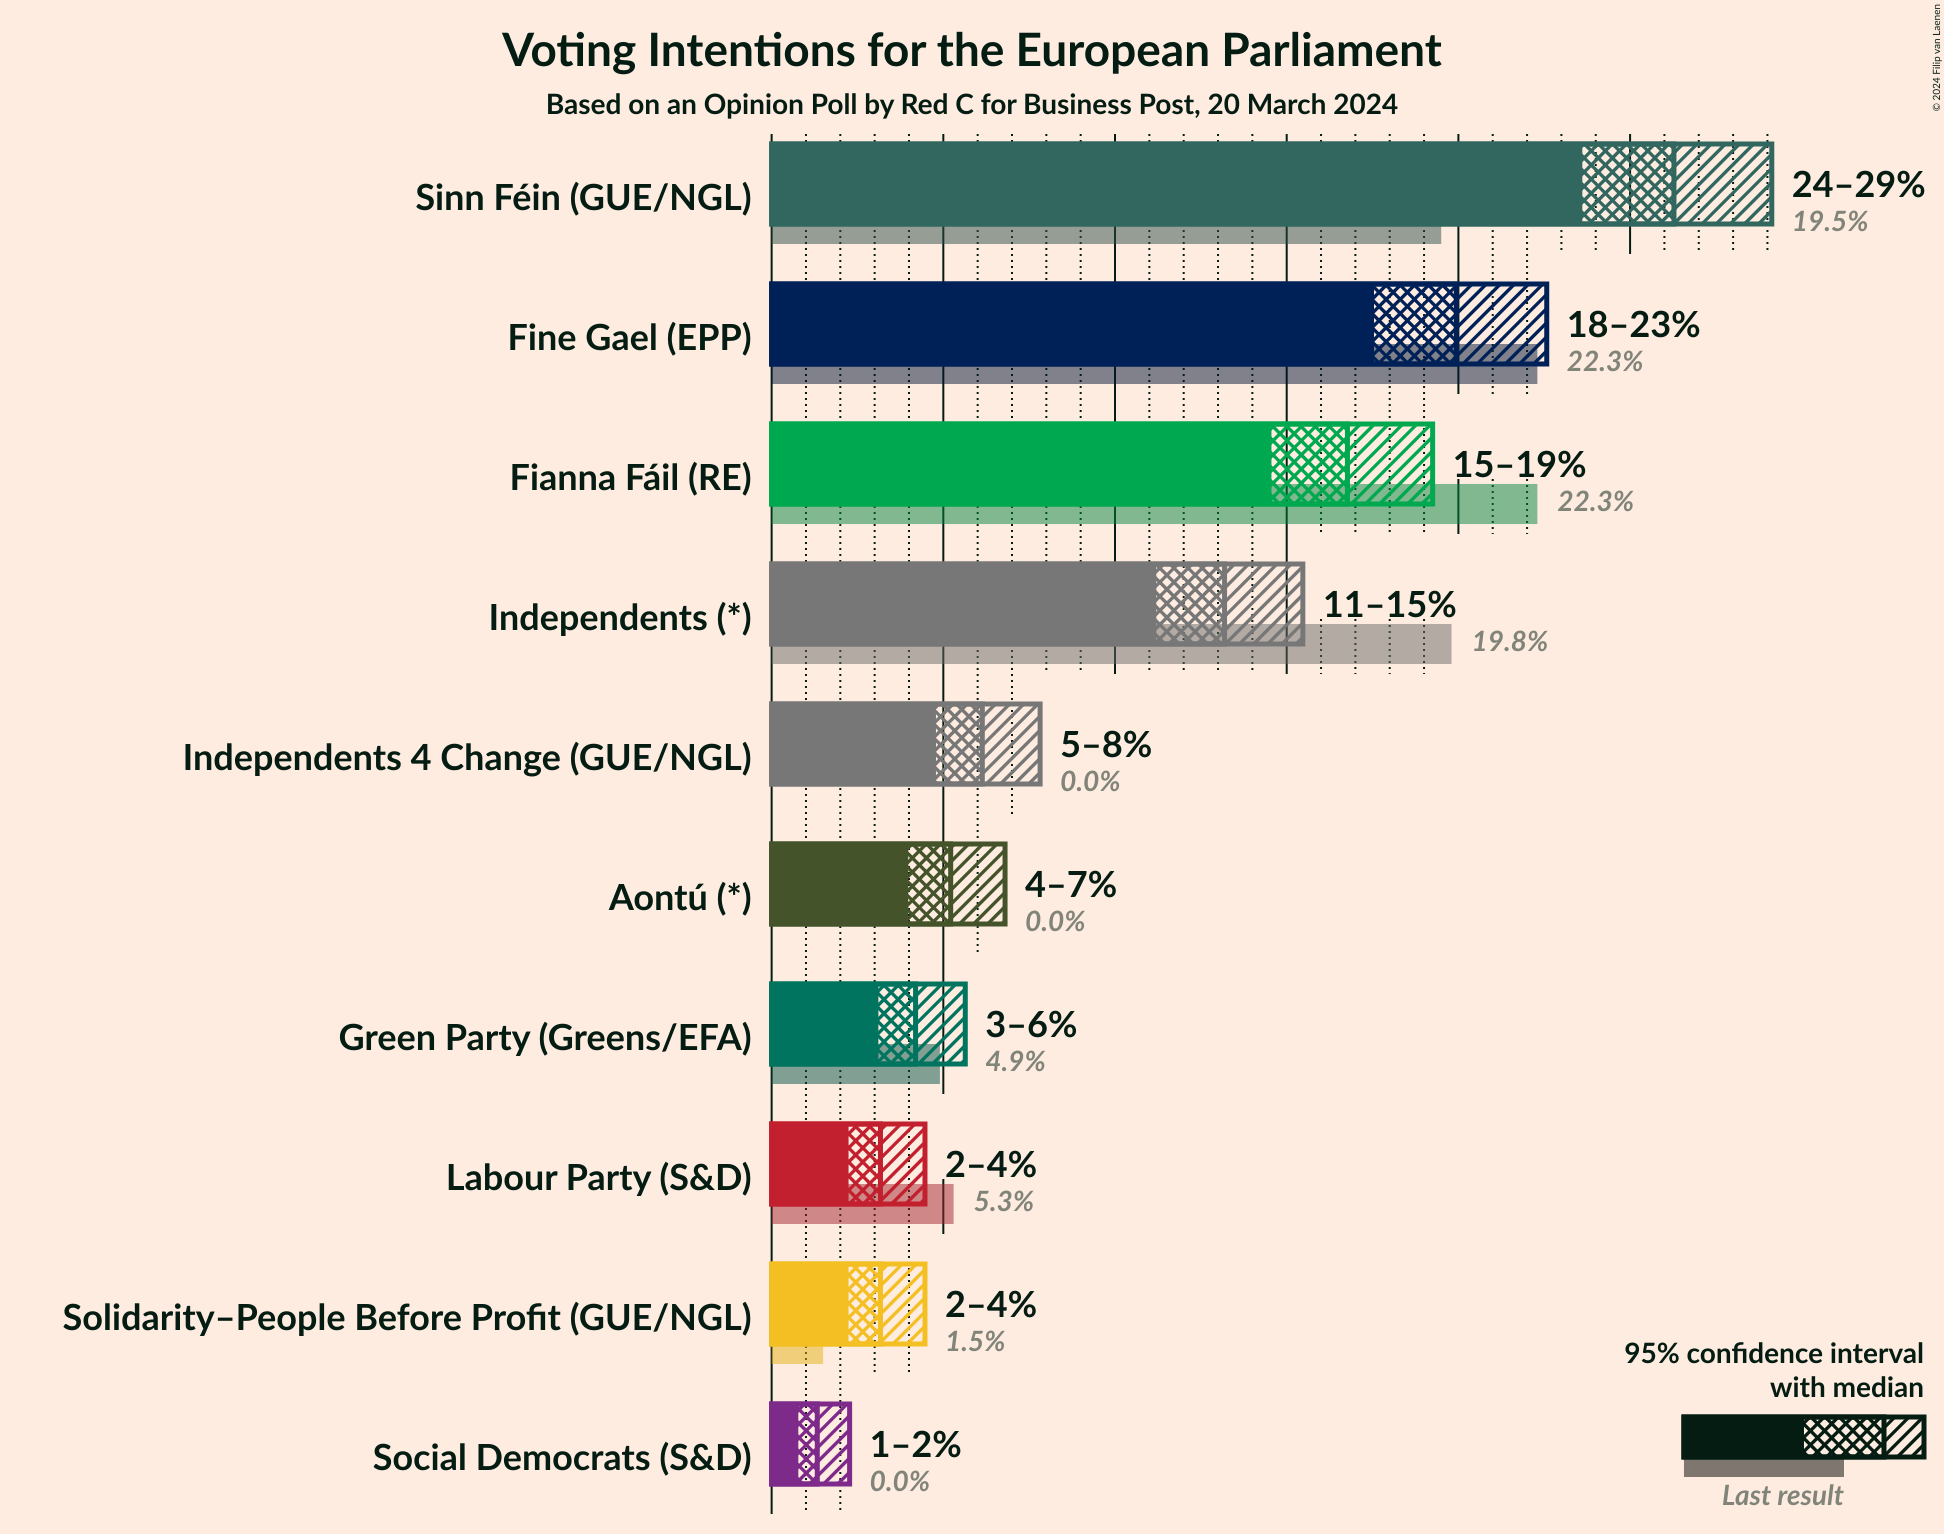 Voting Intentions for the European Parliament
Based on an Opinion Poll by Red C for Business Post, 20 March 2024
© 2024 Filip van Laenen
Sinn Féin (GUE/NGL)
24–29%
19.5%
Fine Gael (EPP)
18–23%
22.3%
Fianna Fáil (RE)
15–19%
22.3%
Independents (*)
11–15%
19.8%
Independents 4 Change (GUE/NGL)
5–8%
0.0%
Aontú (*)
4–7%
0.0%
Green Party (Greens/EFA)
3–6%
4.9%
Labour Party (S&D)
2–4%
5.3%
Solidarity–People Before Profit (GUE/NGL)
2–4%
1.5%
Social Democrats (S&D)
1–2%
0.0%
95% confidence interval
with median
Last result